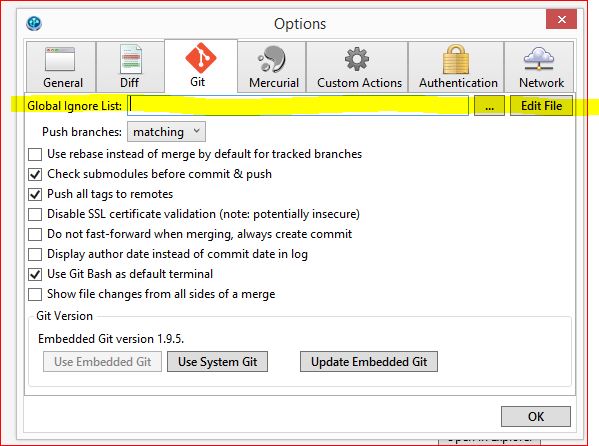 Options
General Diff Git Mercurial Custom Actions Authentication Network
Global Ignore List: ... Edit File
Push branches: matching
Use rebase instead of merge by default for tracked branches
Check submodules before commit & push
Push all tags to remotes
Disable SSL certificate validation (note: potentially insecure)
Do not fast-forward when merging, always create commit
Display author date instead of commit date in log
Use Git Bash as default terminal
Show file changes from all sides of a merge
Git Version
Embedded Git version 1.9.5.
Use Embedded Git Use System Git Update Embedded Git
OK